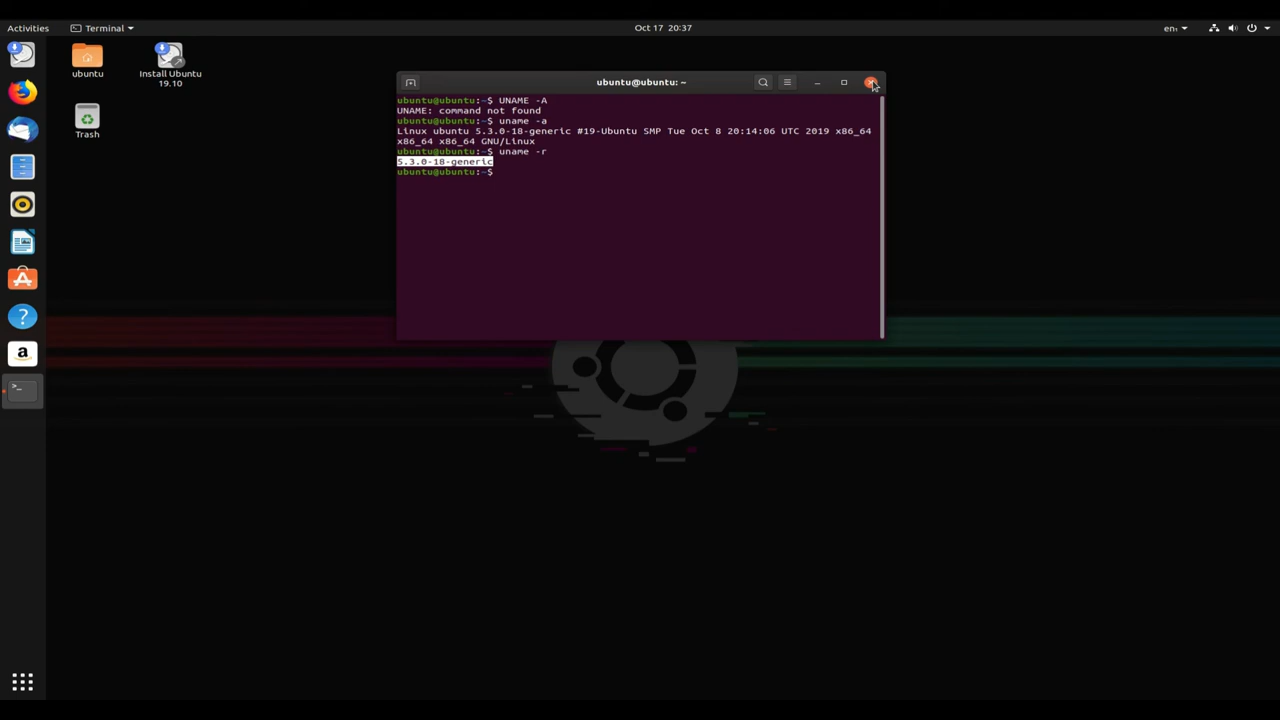 Activities
Terminal
Oct 17 20:37
en₁
ubuntu
Install Ubuntu
19.10
Trash
ubuntu@ubuntu: ~
ubuntu@ubuntu:~$ UNAME -A
UNAME: command not found
ubuntu@ubuntu:~$ uname -a
Linux ubuntu 5.3.0-18-generic #19-Ubuntu SMP Tue Oct 8 20:14:06 UTC 2019 x86_64
x86_64 x86_64 GNU/Linux
ubuntu@ubuntu:~$ uname -r
5.3.0-18-generic
ubuntu@ubuntu:~$
?
a
>_